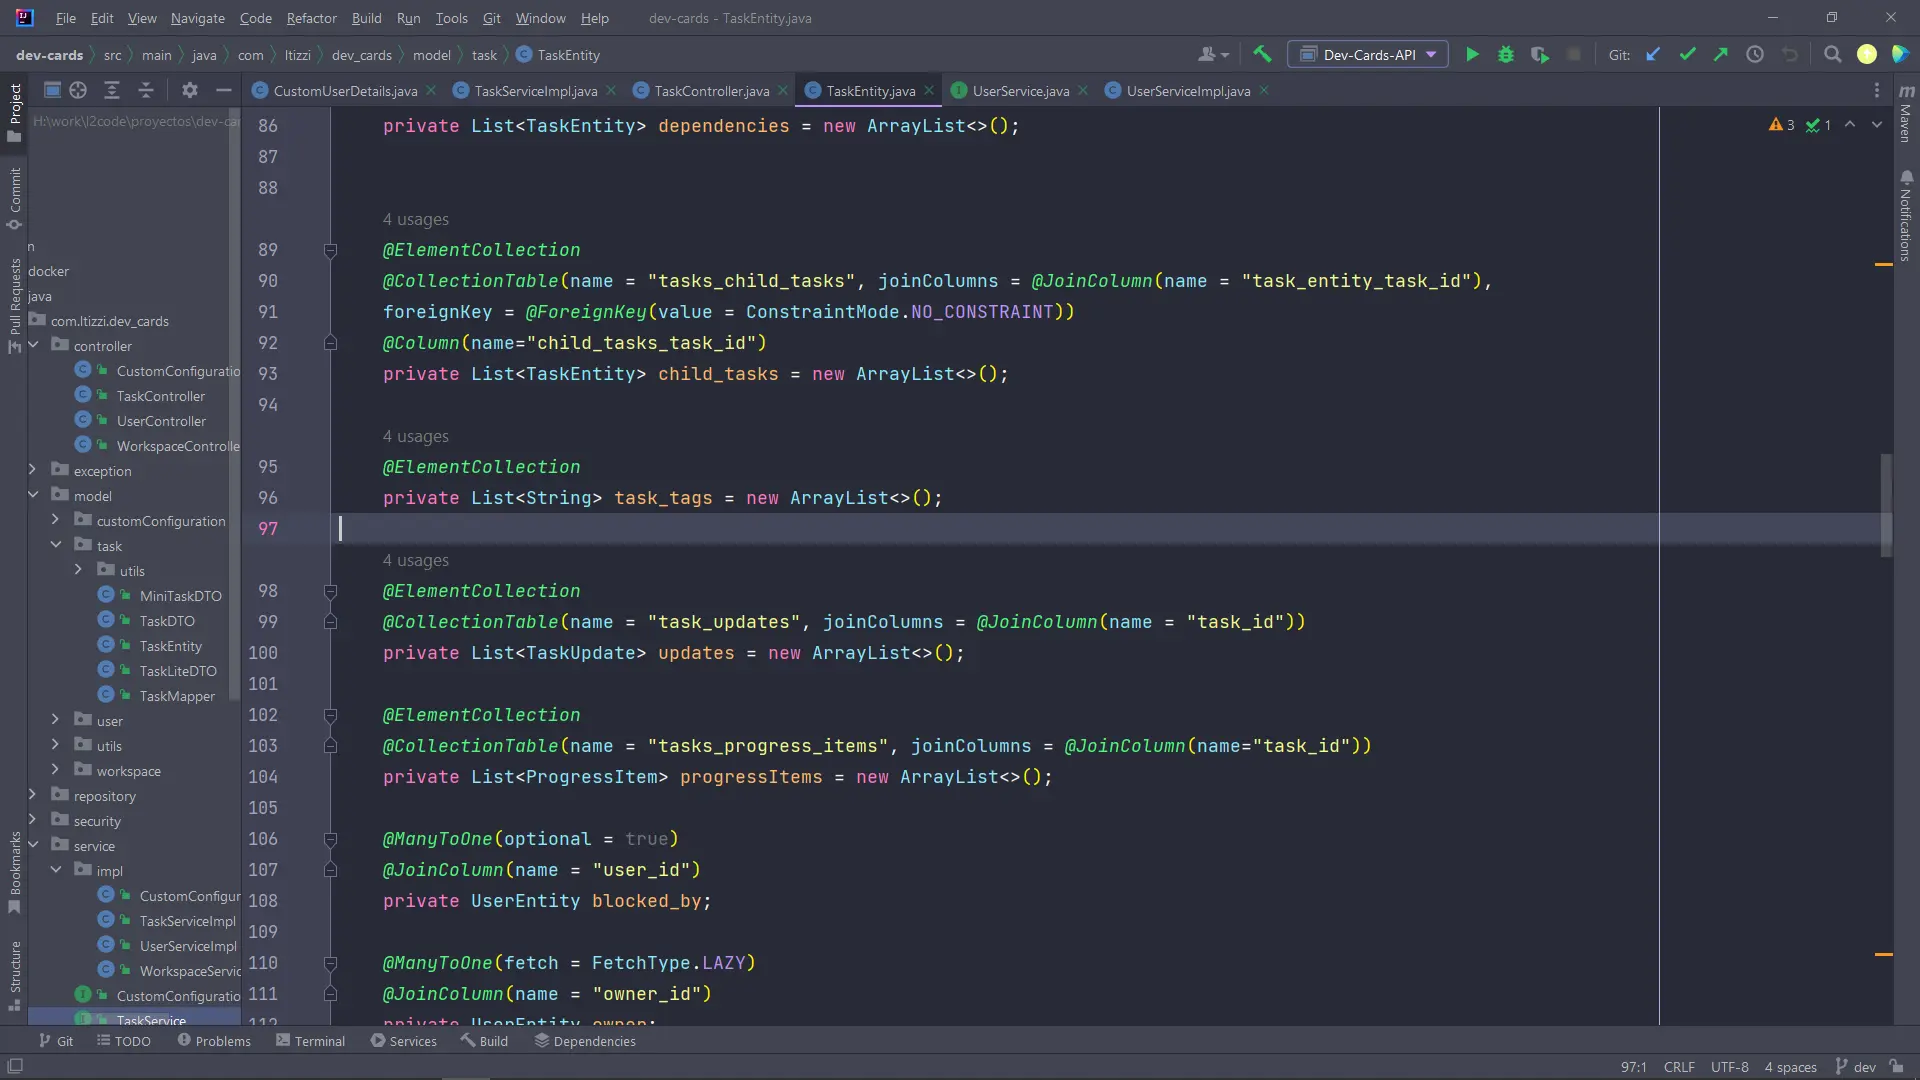 File Edit View Navigate Code Refactor Build Run Tools Git Window Help dev-cards - TaskEntity.java
dev-cards src main java com ltizzi dev_cards model task TaskEntity Dev-Cards-API Git:
CustomUserDetails.java TaskServiceImpl.java TaskController.java TaskEntity.java UserService.java UserServiceImpl.java
Project
Commit
Pull Requests
Bookmarks
Structure
H:\work\l2code\proyectos\dev-car
n
docker
java
com.ltizzi.dev_cards
controller
CustomConfiguratio
TaskController
UserController
WorkspaceControlle
exception
model
customConfiguration
task
utils
MiniTaskDTO
TaskDTO
TaskEntity
TaskLiteDTO
TaskMapper
user
utils
workspace
repository
security
service
impl
CustomConfigur
TaskServiceImpl
UserServiceImpl
WorkspaceServic
CustomConfiguratio
TaskService
86 private List<TaskEntity> dependencies = new ArrayList<>();
87
88
4 usages
89 @ElementCollection
90 @CollectionTable(name = "tasks_child_tasks", joinColumns = @JoinColumn(name = "task_entity_task_id"),
91 foreignKey = @ForeignKey(value = ConstraintMode.NO_CONSTRAINT))
92 @Column(name="child_tasks_task_id")
93 private List<TaskEntity> child_tasks = new ArrayList<>();
94
4 usages
95 @ElementCollection
96 private List<String> task_tags = new ArrayList<>();
97
4 usages
98 @ElementCollection
99 @CollectionTable(name = "task_updates", joinColumns = @JoinColumn(name = "task_id"))
100 private List<TaskUpdate> updates = new ArrayList<>();
101
102 @ElementCollection
103 @CollectionTable(name = "tasks_progress_items", joinColumns = @JoinColumn(name="task_id"))
104 private List<ProgressItem> progressItems = new ArrayList<>();
105
106 @ManyToOne(optional = true)
107 @JoinColumn(name = "user_id")
108 private UserEntity blocked_by;
109
110 @ManyToOne(fetch = FetchType.LAZY)
111 @JoinColumn(name = "owner_id")
112 private UserEntity owner;
3 1
Maven
Notifications
Git TODO Problems Terminal Services Build Dependencies
97:1 CRLF UTF-8 4 spaces dev